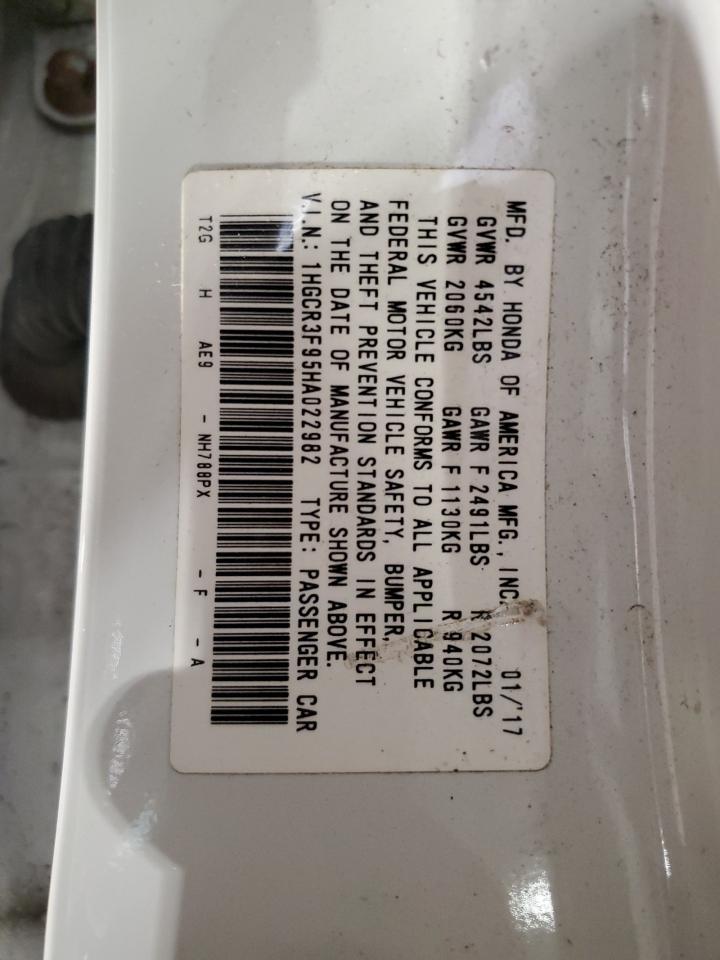 MFD. BY HONDA OF AMERICA MFG., INC. 01/'17
GVWR 4542LBS GAWR F 2491LBS R 2072LBS
GVWR 2060KG GAWR F 1130KG R 940KG
THIS VEHICLE CONFORMS TO ALL APPLICABLE
FEDERAL MOTOR VEHICLE SAFETY, BUMPER,
AND THEFT PREVENTION STANDARDS IN EFFECT
ON THE DATE OF MANUFACTURE SHOWN ABOVE.
V.I.N.: 1HGCR3F95HA022982 TYPE: PASSENGER CAR
T2G H AE9 - NH788PX - F - A